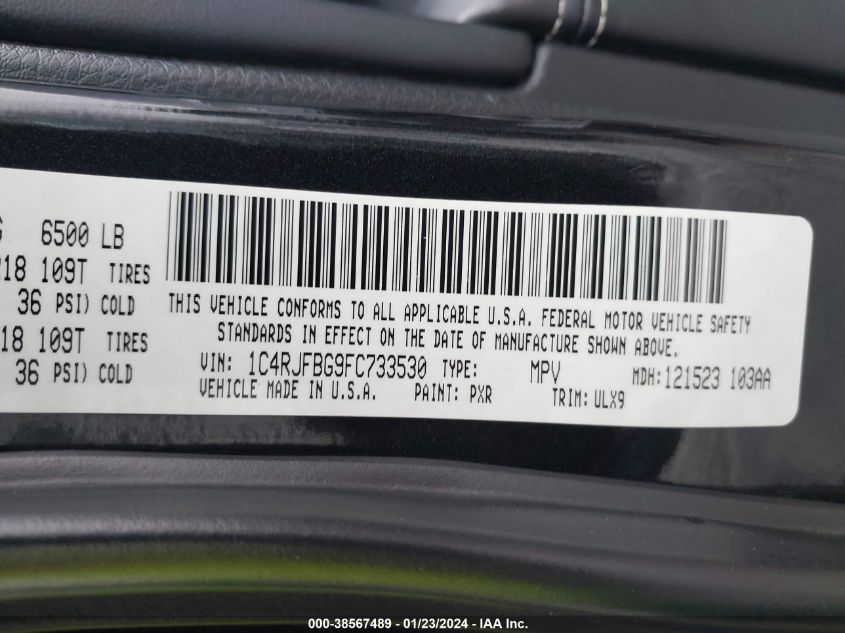 G 6500 LB
R18 109T TIRES
36 PSI) COLD
R18 109T TIRES
36 PSI) COLD
THIS VEHICLE CONFORMS TO ALL APPLICABLE U.S.A. FEDERAL MOTOR VEHICLE SAFETY
STANDARDS IN EFFECT ON THE DATE OF MANUFACTURE SHOWN ABOVE.
VIN: 1C4RJFBG9FC733530 TYPE: MPV MDH: 121523 103AA
VEHICLE MADE IN U.S.A. PAINT: PXR TRIM: ULX9
000-38567489 - 01/23/2024 - IAA Inc.